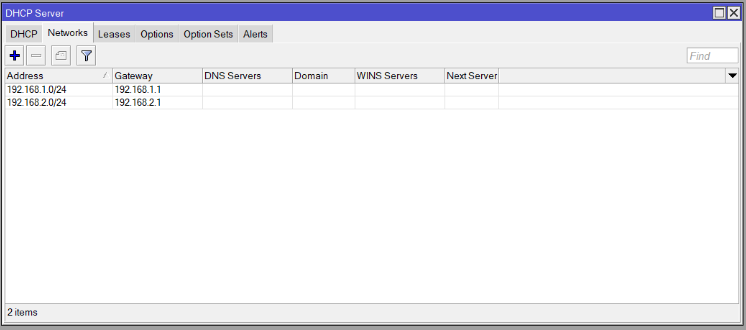 DHCP Server
DHCP Networks Leases Options Option Sets Alerts
Find
Address Gateway DNS Servers Domain WINS Servers Next Server
192.168.1.0/24 192.168.1.1
192.168.2.0/24 192.168.2.1
2 items